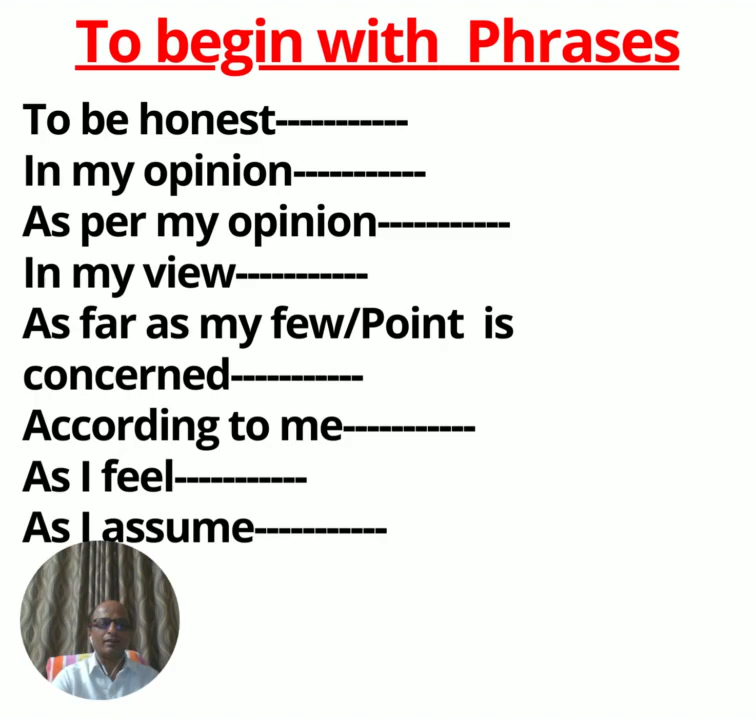 To begin with  Phrases
To be honest-----------
In my opinion-----------
As per my opinion-----------
In my view-----------
As far as my few/Point  is
concerned-----------
According to me-----------
As I feel-----------
As I assume-----------